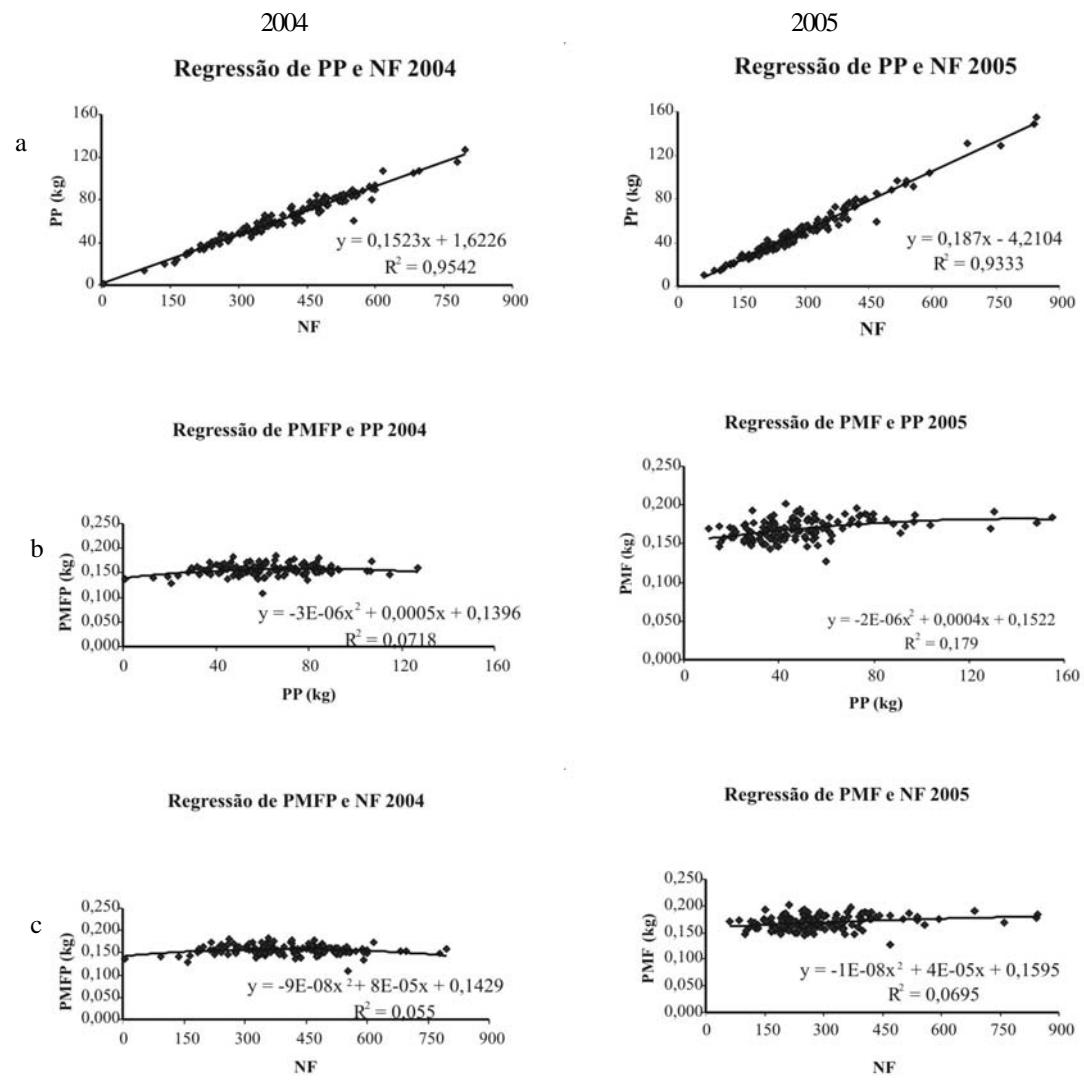 2004
2005
Regressão de PP e NF 2004
Regressão de PP e NF 2005
a
PP (kg)
160
120
80
40
0
y = 0,1523x + 1,6226
R² = 0,9542
0 150 300 450 600 750 900
NF
PP (kg)
160
120
80
40
0
y = 0,187x - 4,2104
R² = 0,9333
0 150 300 450 600 750 900
NF
Regressão de PMFP e PP 2004
Regressão de PMF e PP 2005
b
PMFP (kg)
0,250
0,200
0,150
0,100
0,050
0,000
y = -3E-06x² + 0,0005x + 0,1396
R² = 0,0718
0 40 80 120 160
PP (kg)
PMF (kg)
0,250
0,200
0,150
0,100
0,050
0,000
y = -2E-06x² + 0,0004x + 0,1522
R² = 0,179
0 40 80 120 160
PP (kg)
Regressão de PMFP e NF 2004
Regressão de PMF e NF 2005
c
PMFP (kg)
0,250
0,200
0,150
0,100
0,050
0,000
y = -9E-08x² + 8E-05x + 0,1429
R² = 0,055
0 150 300 450 600 750 900
NF
PMF (kg)
0,250
0,200
0,150
0,100
0,050
0,000
y = -1E-08x² + 4E-05x + 0,1595
R² = 0,0695
0 150 300 450 600 750 900
NF